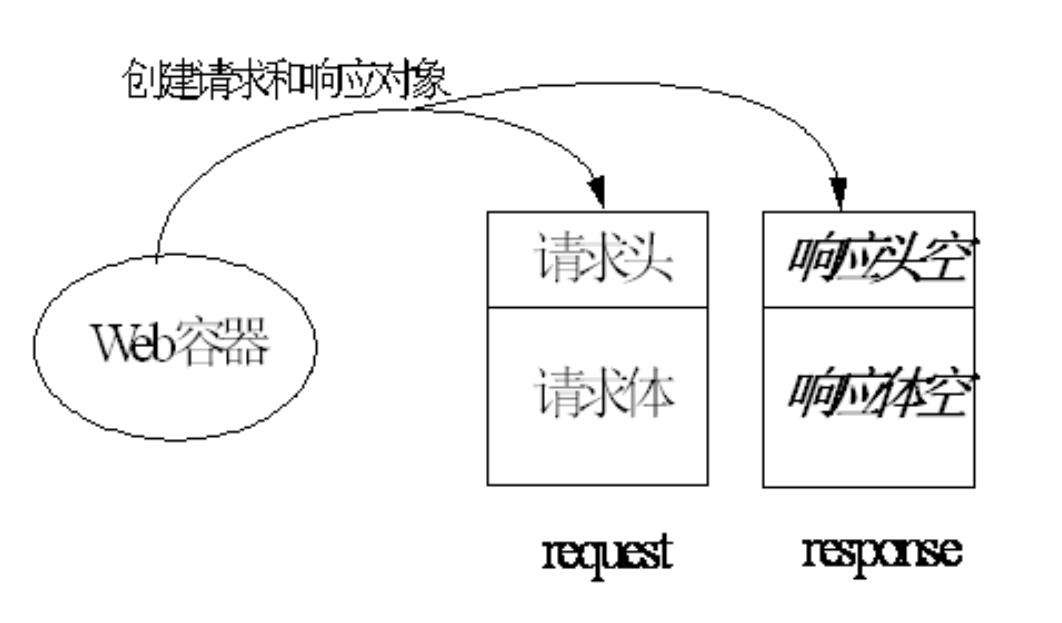 创建请求和响应对象
Web容器
请求头
响应头空
请求体
响应体空
request
response